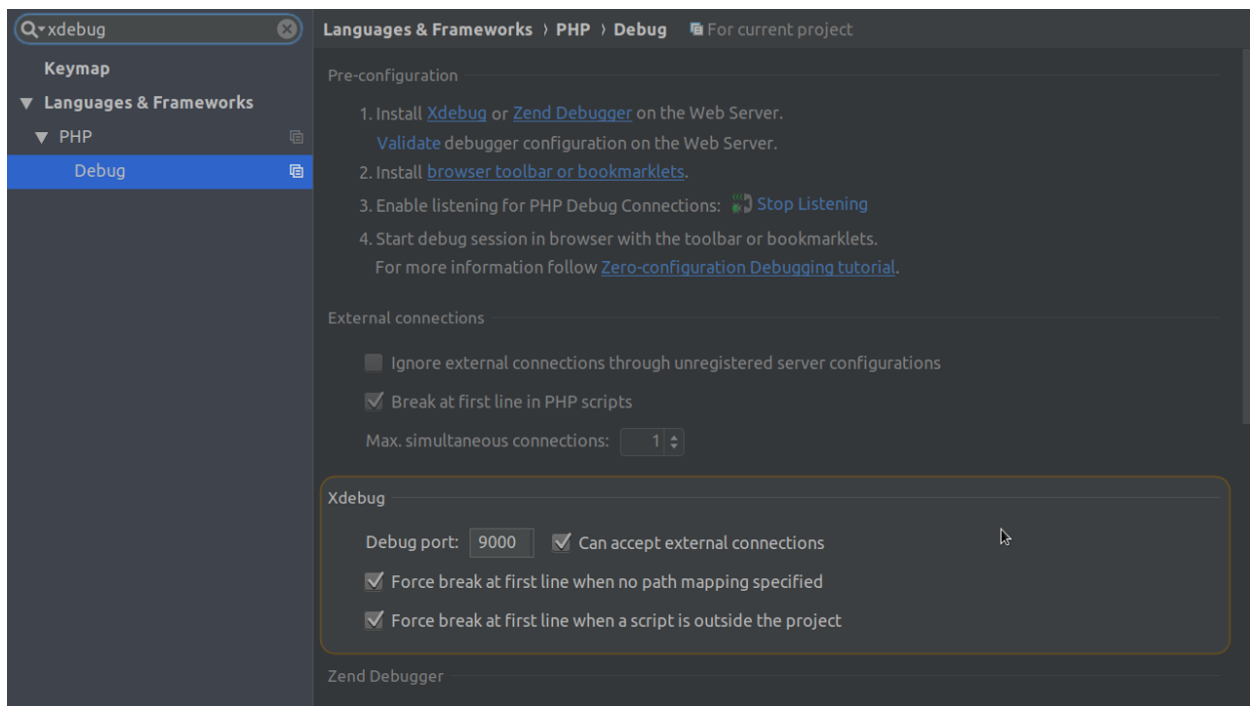 xdebug
Languages & Frameworks › PHP › Debug For current project
Keymap
Languages & Frameworks
PHP
Debug
Pre-configuration
1. Install Xdebug or Zend Debugger on the Web Server.
Validate debugger configuration on the Web Server.
2. Install browser toolbar or bookmarklets.
3. Enable listening for PHP Debug Connections: Stop Listening
4. Start debug session in browser with the toolbar or bookmarklets.
For more information follow Zero-configuration Debugging tutorial.
External connections
Ignore external connections through unregistered server configurations
Break at first line in PHP scripts
Max. simultaneous connections: 1
Xdebug
Debug port: 9000 Can accept external connections
Force break at first line when no path mapping specified
Force break at first line when a script is outside the project
Zend Debugger